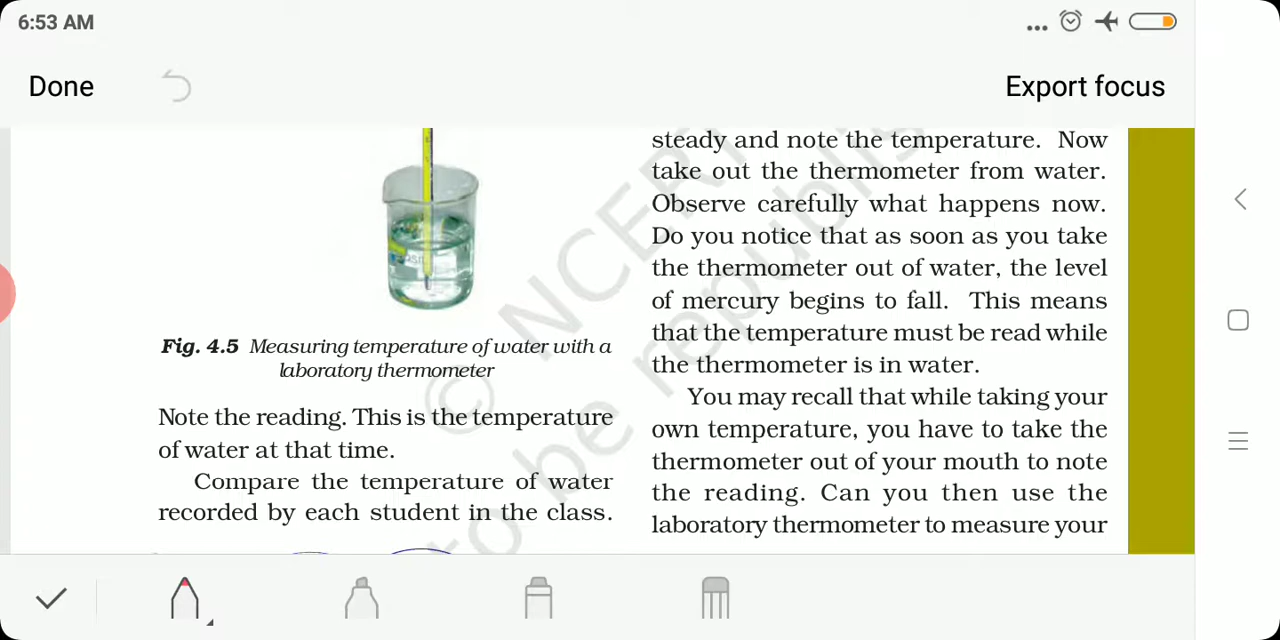 6:53 AM
Done
Export focus
Fig. 4.5 Measuring temperature of water with a
laboratory thermometer
Note the reading. This is the temperature
of water at that time.
Compare the temperature of water
recorded by each student in the class.
steady and note the temperature. Now
take out the thermometer from water.
Observe carefully what happens now.
Do you notice that as soon as you take
the thermometer out of water, the level
of mercury begins to fall. This means
that the temperature must be read while
the thermometer is in water.
You may recall that while taking your
own temperature, you have to take the
thermometer out of your mouth to note
the reading. Can you then use the
laboratory thermometer to measure your
© NCERT
to be republis